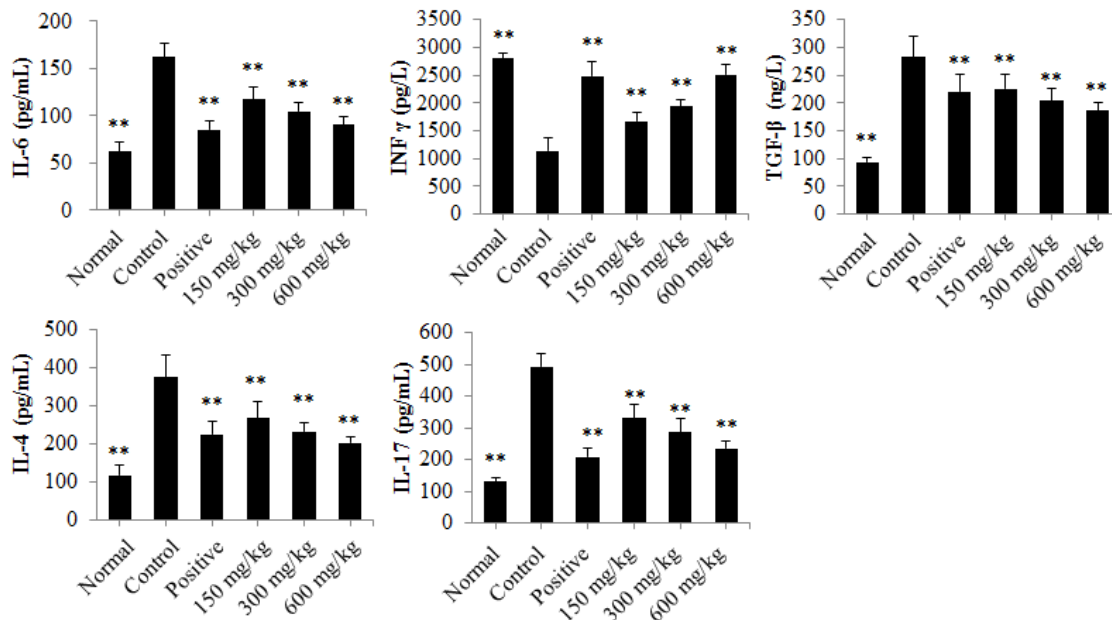 IL-6 (pg/mL)
200
150
100
50
0
**
**
**
**
**
Normal
Control
Positive
150 mg/kg
300 mg/kg
600 mg/kg
INF γ (pg/L)
3500
3000
2500
2000
1500
1000
500
0
**
**
**
**
**
Normal
Control
Positive
150 mg/kg
300 mg/kg
600 mg/kg
TGF-β (ng/L)
350
300
250
200
150
100
50
0
**
**
**
**
**
Normal
Control
Positive
150 mg/kg
300 mg/kg
600 mg/kg
IL-4 (pg/mL)
500
400
300
200
100
0
**
**
**
**
**
Normal
Control
Positive
150 mg/kg
300 mg/kg
600 mg/kg
IL-17 (pg/mL)
600
500
400
300
200
100
0
**
**
**
**
**
Normal
Control
Positive
150 mg/kg
300 mg/kg
600 mg/kg